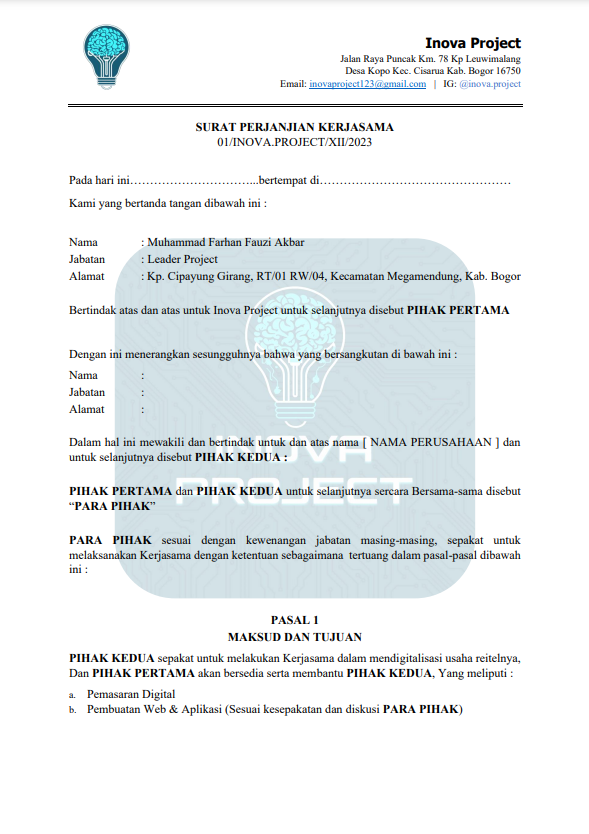 Inova Project
Jalan Raya Puncak Km. 78 Kp Leuwimalang
Desa Kopo Kec. Cisarua Kab. Bogor 16750
Email: inovaproject123@gmail.com | IG: @inova.project
SURAT PERJANJIAN KERJASAMA
01/INOVA.PROJECT/XII/2023
Pada hari ini…………………………...bertempat di…………………………………………
Kami yang bertanda tangan dibawah ini :
Nama : Muhammad Farhan Fauzi Akbar
Jabatan : Leader Project
Alamat : Kp. Cipayung Girang, RT/01 RW/04, Kecamatan Megamendung, Kab. Bogor
Bertindak atas dan atas untuk Inova Project untuk selanjutnya disebut PIHAK PERTAMA
Dengan ini menerangkan sesungguhnya bahwa yang bersangkutan di bawah ini :
Nama :
Jabatan :
Alamat :
Dalam hal ini mewakili dan bertindak untuk dan atas nama [ NAMA PERUSAHAAN ] dan
untuk selanjutnya disebut PIHAK KEDUA :
INOVA
PROJECT
PIHAK PERTAMA dan PIHAK KEDUA untuk selanjutnya sercara Bersama-sama disebut
“PARA PIHAK”
PARA PIHAK sesuai dengan kewenangan jabatan masing-masing, sepakat untuk
melaksanakan Kerjasama dengan ketentuan sebagaimana tertuang dalam pasal-pasal dibawah
ini :
PASAL 1
MAKSUD DAN TUJUAN
PIHAK KEDUA sepakat untuk melakukan Kerjasama dalam mendigitalisasi usaha reitelnya,
Dan PIHAK PERTAMA akan bersedia serta membantu PIHAK KEDUA, Yang meliputi :
a. Pemasaran Digital
b. Pembuatan Web & Aplikasi (Sesuai kesepakatan dan diskusi PARA PIHAK)